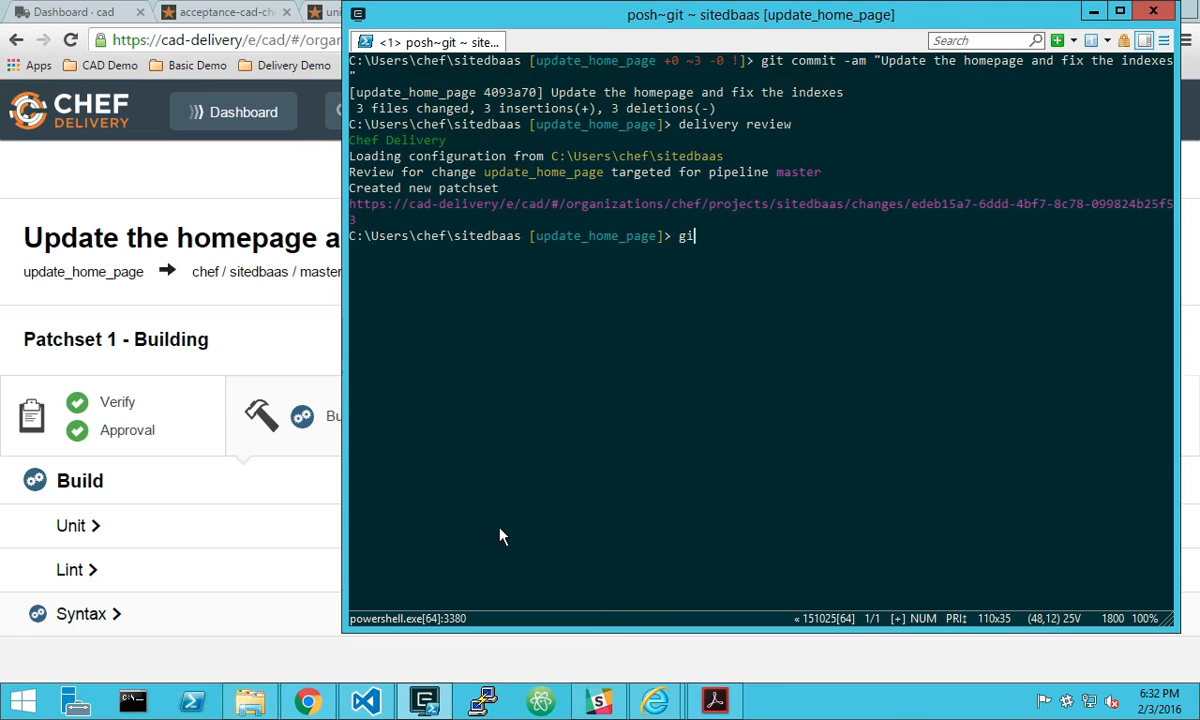 Dashboard · cad
acceptance-cad-che
uni
posh~git ~ sitedbaas [update_home_page]
https://cad-delivery/e/cad/#/organ
<1> posh~git ~ site...
Search
Apps
CAD Demo
Basic Demo
Delivery Demo
CHEF
DELIVERY
Dashboard
C:\Users\chef\sitedbaas [update_home_page +0 ~3 -0 !]> git commit -am "Update the homepage and fix the indexes
"
[update_home_page 4093a70] Update the homepage and fix the indexes
3 files changed, 3 insertions(+), 3 deletions(-)
C:\Users\chef\sitedbaas [update_home_page]> delivery review
Chef Delivery
Loading configuration from C:\Users\chef\sitedbaas
Review for change update_home_page targeted for pipeline master
Created new patchset
https://cad-delivery/e/cad/#/organizations/chef/projects/sitedbaas/changes/edeb15a7-6ddd-4bf7-8c78-099824b25f5
3
C:\Users\chef\sitedbaas [update_home_page]> gi
Update the homepage a
update_home_page
chef / sitedbaas / master
Patchset 1 - Building
Verify
Approval
Bu
Build
Unit
Lint
Syntax
powershell.exe[64]:3380
« 151025[64] 1/1 [+] NUM PRI↕ 110x35 (48,12) 25V 1800 100%
6:32 PM
2/3/2016